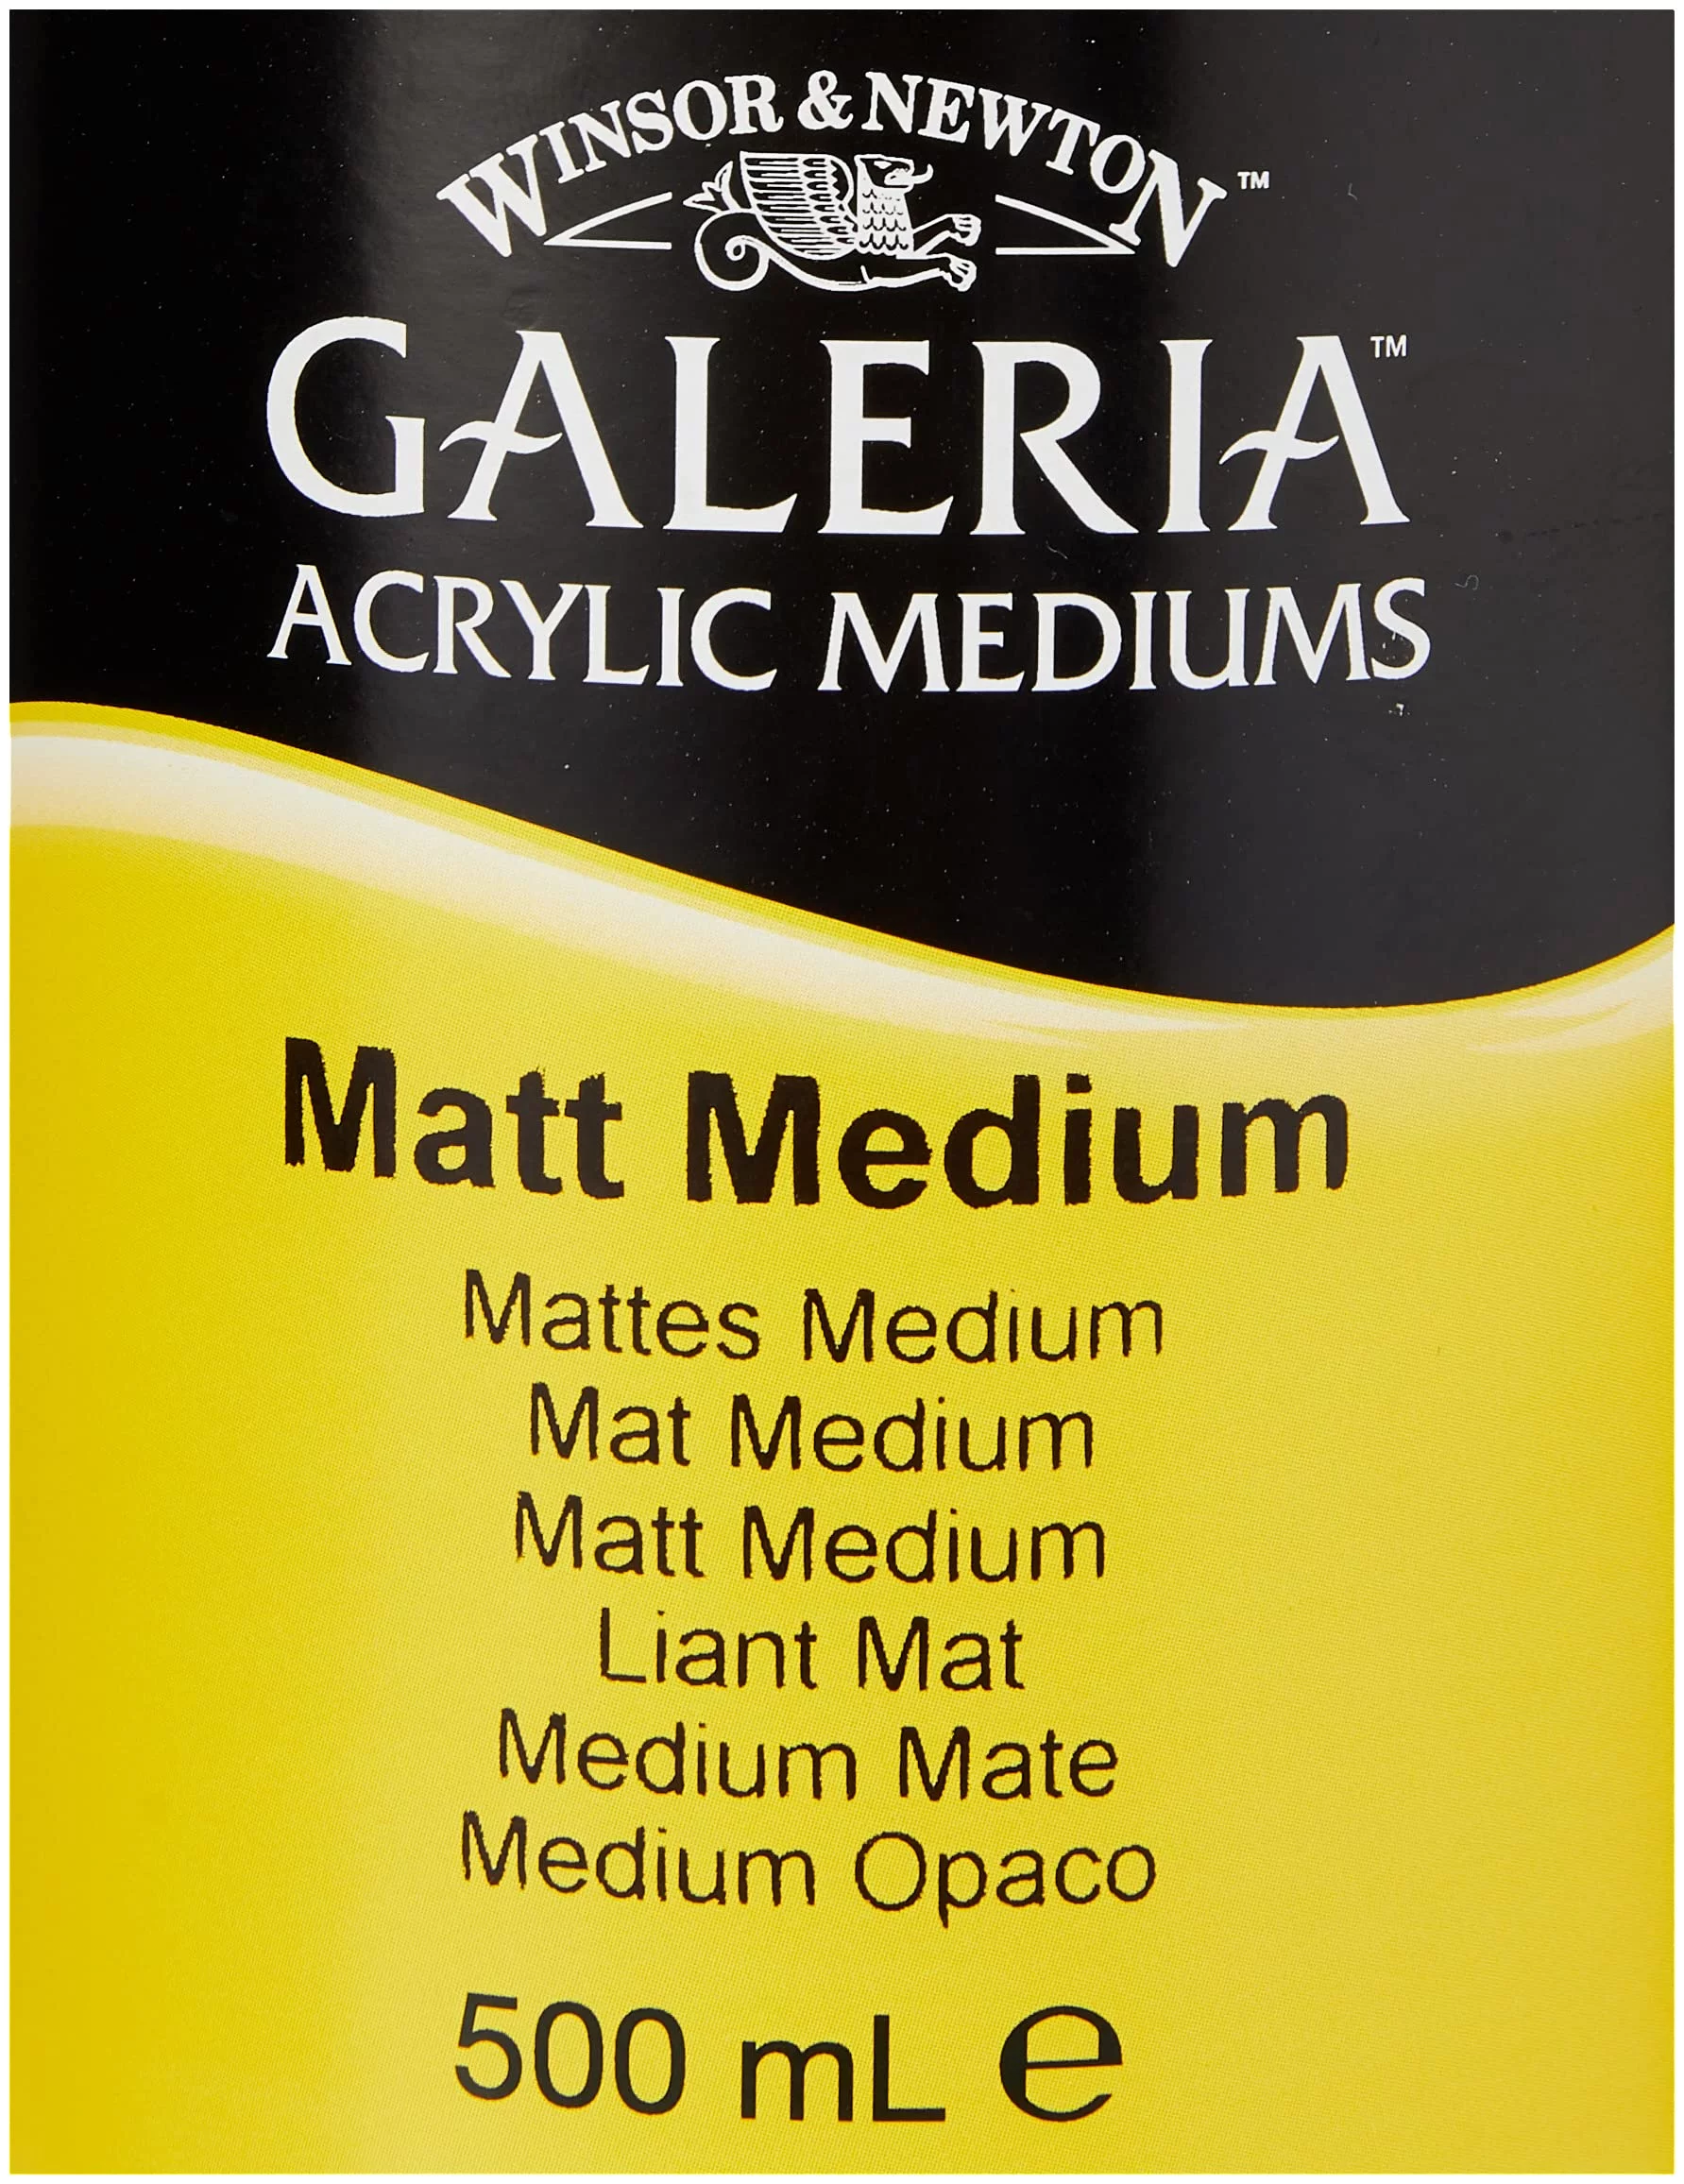 WINSOR & NEWTON™
GALERIA™
ACRYLIC MEDIUMS
Matt Medium
Mattes Medium
Mat Medium
Matt Medium
Liant Mat
Medium Mate
Medium Opaco
500 mL ℮